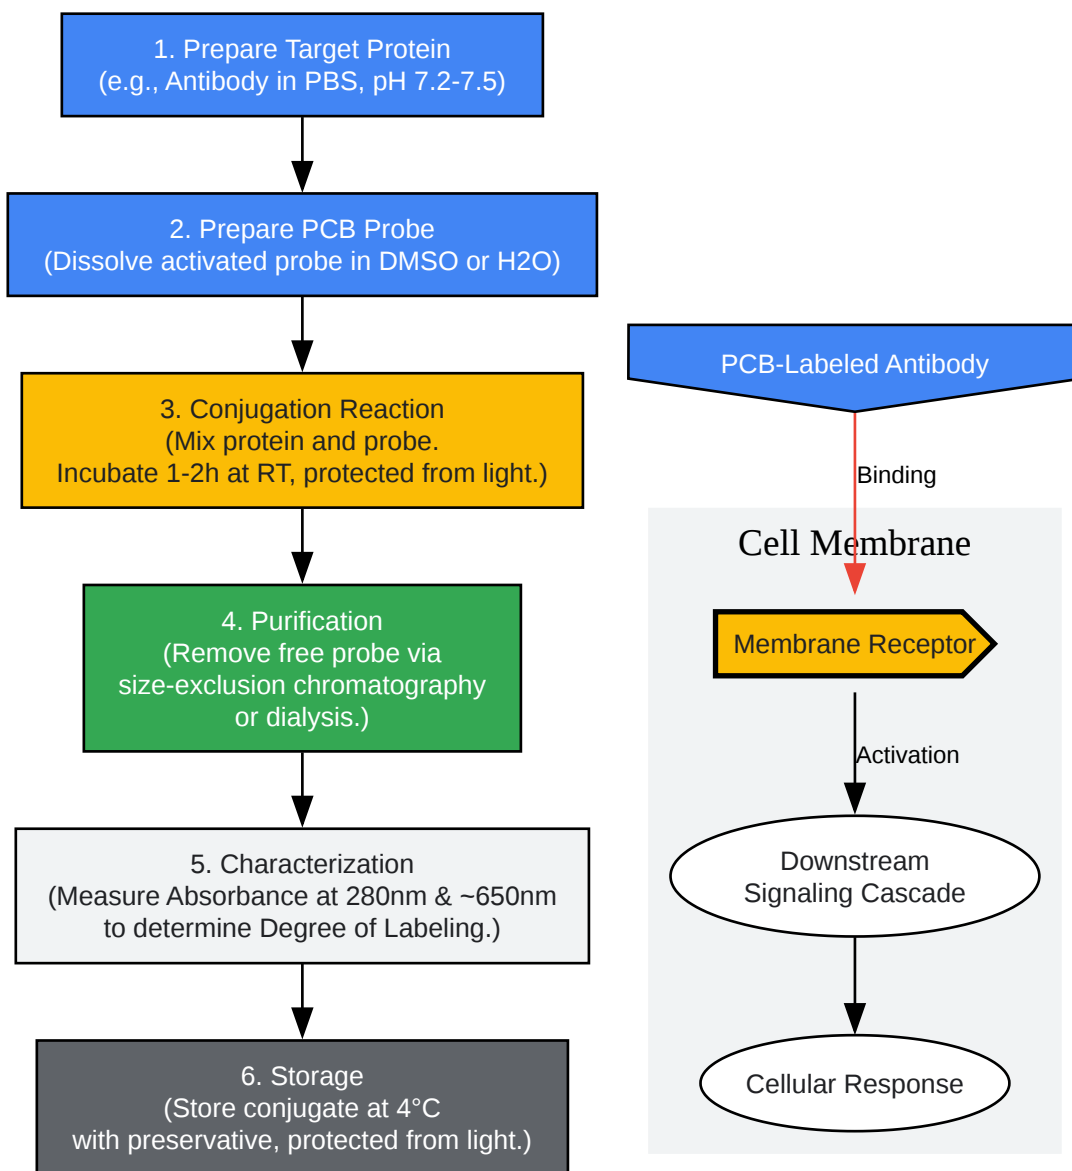 1. Prepare Target Protein
(e.g., Antibody in PBS, pH 7.2-7.5)
2. Prepare PCB Probe
(Dissolve activated probe in DMSO or H2O)
3. Conjugation Reaction
(Mix protein and probe.
Incubate 1-2h at RT, protected from light.)
4. Purification
(Remove free probe via
size-exclusion chromatography
or dialysis.)
5. Characterization
(Measure Absorbance at 280nm & ~650nm
to determine Degree of Labeling.)
6. Storage
(Store conjugate at 4°C
with preservative, protected from light.)
PCB-Labeled Antibody
Binding
Cell Membrane
Membrane Receptor
Activation
Downstream
Signaling Cascade
Cellular Response